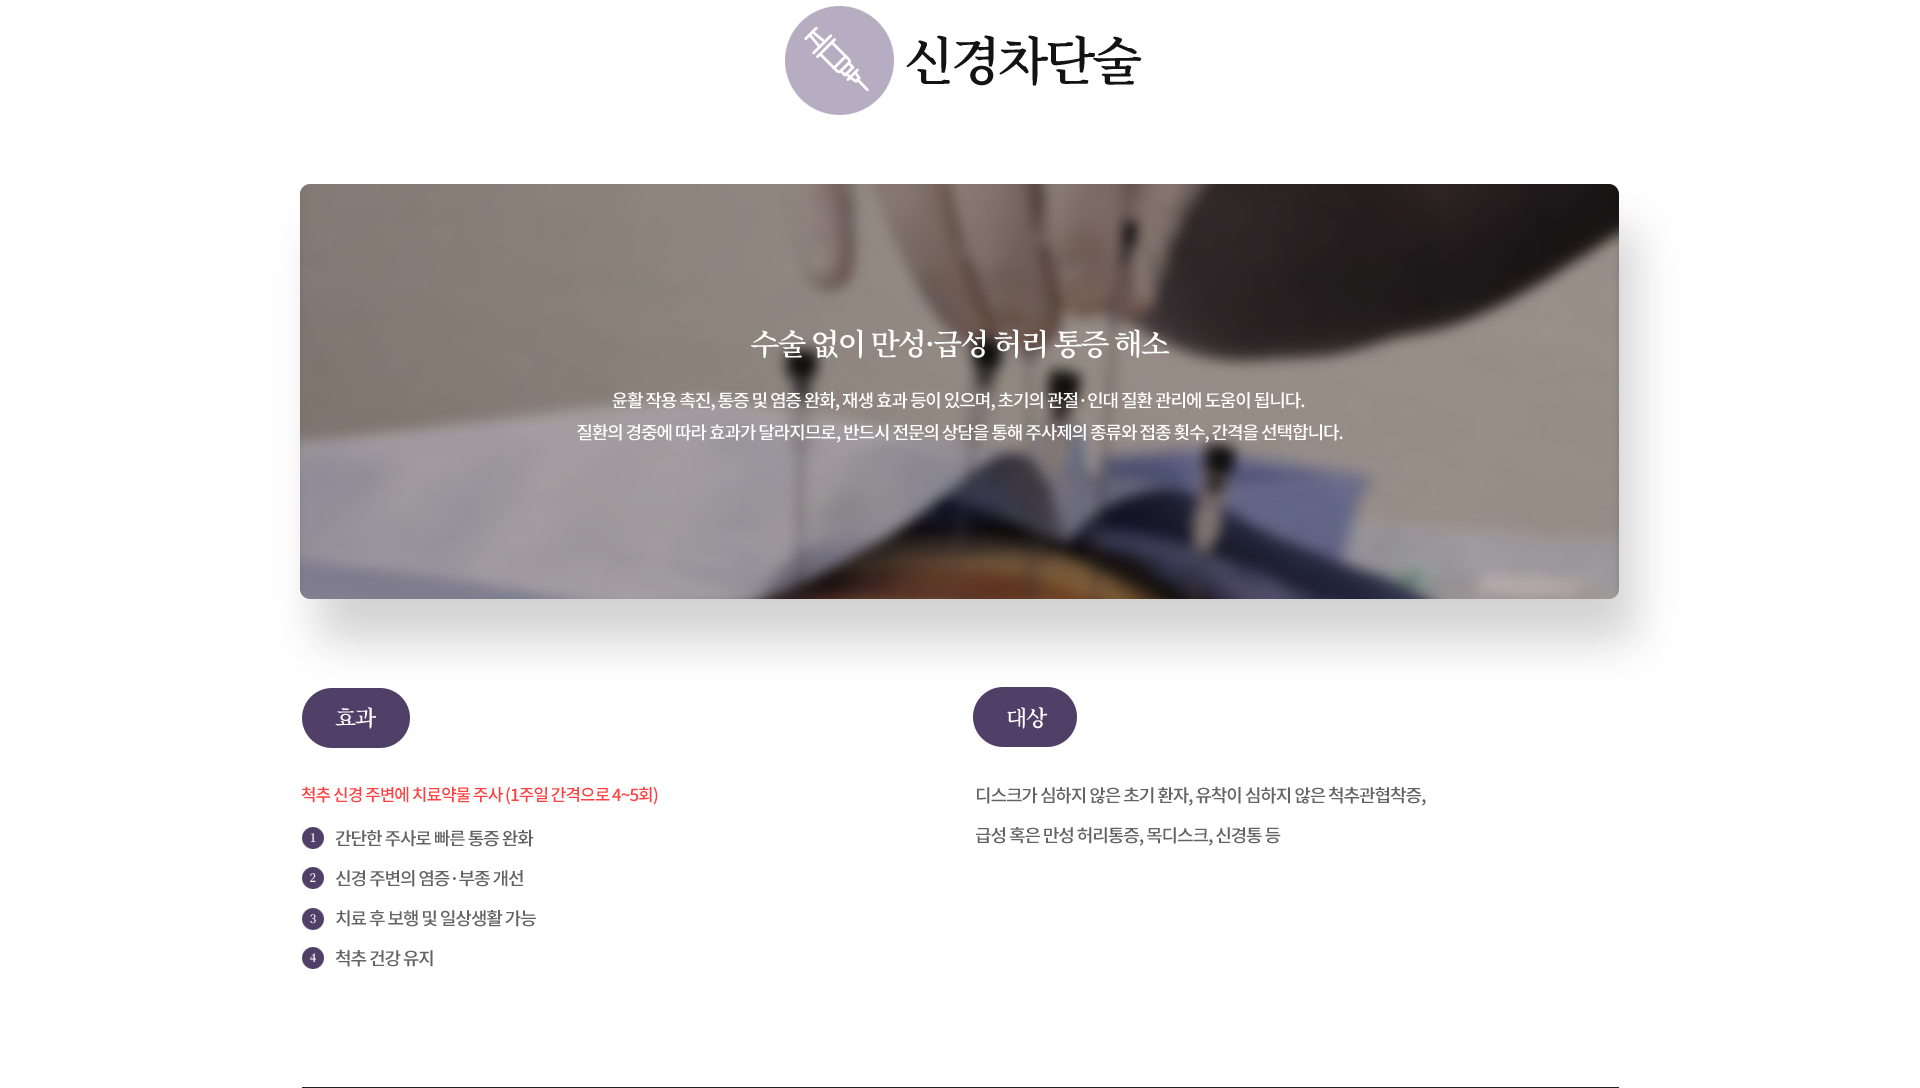 신경차단술
수술 없이 만성·급성 허리 통증 해소
윤활 작용 촉진, 통증 및 염증 완화, 재생 효과 등이 있으며, 초기의 관절·인대 질환 관리에 도움이 됩니다.
질환의 경중에 따라 효과가 달라지므로, 반드시 전문의 상담을 통해 주사제의 종류와 접종 횟수, 간격을 선택합니다.
효과
척추 신경 주변에 치료약물 주사 (1주일 간격으로 4~5회)
1 간단한 주사로 빠른 통증 완화
2 신경 주변의 염증·부종 개선
3 치료 후 보행 및 일상생활 가능
4 척추 건강 유지
대상
디스크가 심하지 않은 초기 환자, 유착이 심하지 않은 척추관협착증,
급성 혹은 만성 허리통증, 목디스크, 신경통 등